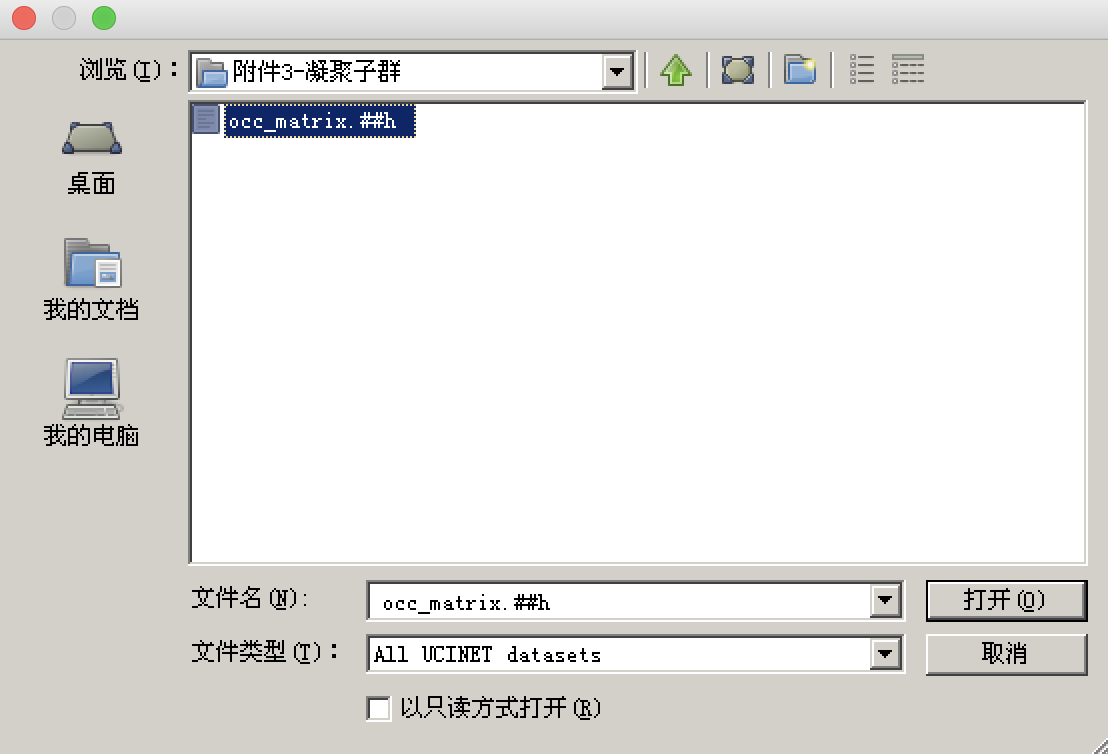 浏览(I)：
附件3-凝聚子群
occ_matrix.##h
桌面
我的文档
我的电脑
文件名(N):
occ_matrix.##h
打开(O)
文件类型(T)：
All UCINET datasets
取消
以只读方式打开(R)